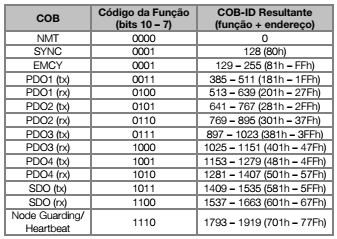 COB Código da Função (bits 10 – 7) COB-ID Resultante (função + endereço)
NMT 0000 0
SYNC 0001 128 (80h)
EMCY 0001 129 – 255 (81h – FFh)
PDO1 (tx) 0011 385 – 511 (181h – 1FFh)
PDO1 (rx) 0100 513 – 639 (201h – 27Fh)
PDO2 (tx) 0101 641 – 767 (281h – 2FFh)
PDO2 (rx) 0110 769 – 895 (301h – 37Fh)
PDO3 (tx) 0111 897 – 1023 (381h – 3FFh)
PDO3 (rx) 1000 1025 – 1151 (401h – 47Fh)
PDO4 (tx) 1001 1153 – 1279 (481h – 4FFh)
PDO4 (rx) 1010 1281 – 1407 (501h – 57Fh)
SDO (tx) 1011 1409 – 1535 (581h – 5FFh)
SDO (rx) 1100 1537 – 1663 (601h – 67Fh)
Node Guarding/ Heartbeat 1110 1793 – 1919 (701h – 77Fh)